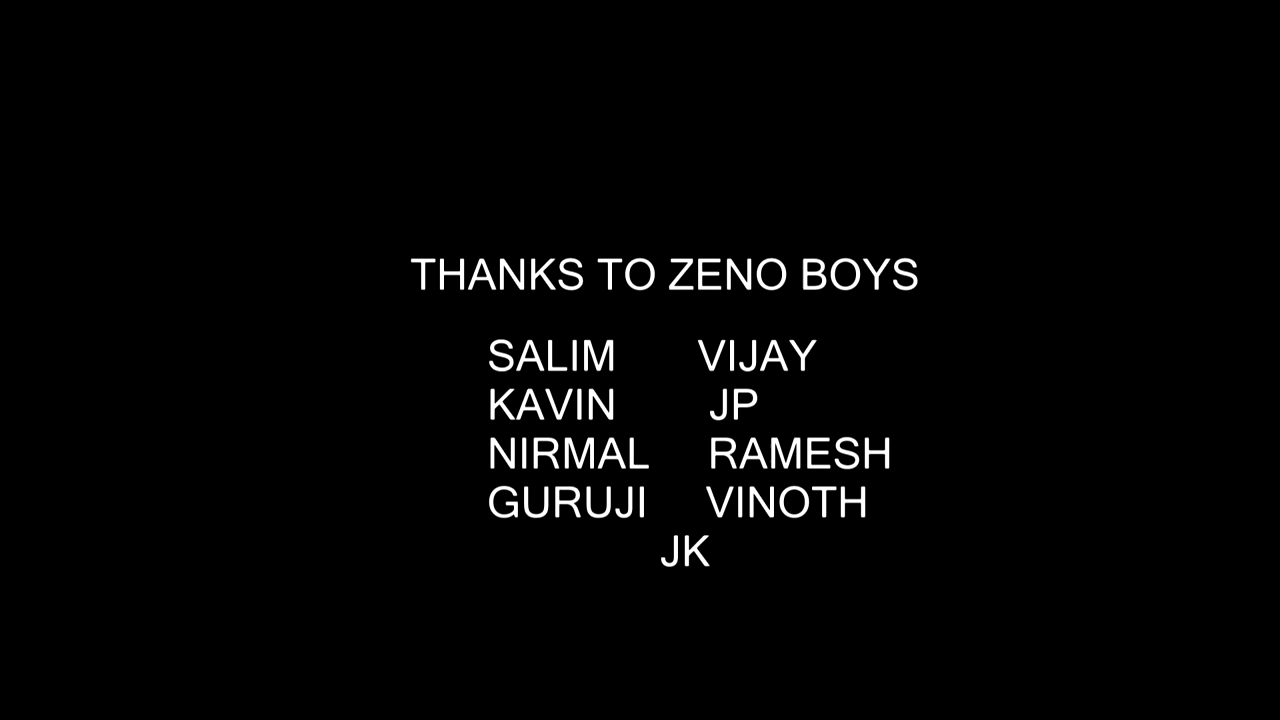 THANKS TO ZENO BOYS
SALIM VIJAY
KAVIN JP
NIRMAL RAMESH
GURUJI VINOTH
JK